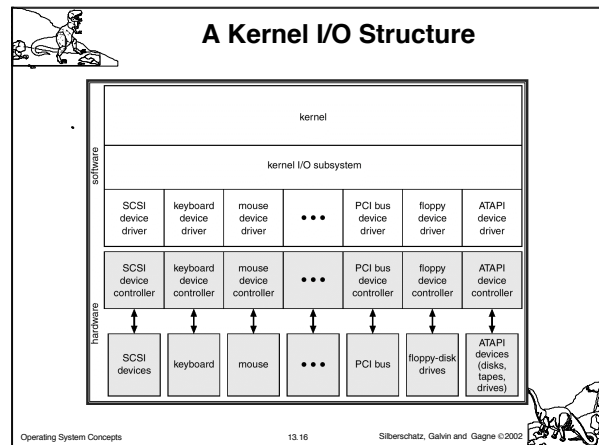 A Kernel I/O Structure
kernel
kernel I/O subsystem
software
SCSI
device
driver
keyboard
device
driver
mouse
device
driver
•••
PCI bus
device
driver
floppy
device
driver
ATAPI
device
driver
hardware
SCSI
device
controller
keyboard
device
controller
mouse
device
controller
•••
PCI bus
device
controller
floppy
device
controller
ATAPI
device
controller
SCSI
devices
keyboard
mouse
•••
PCI bus
floppy-disk
drives
ATAPI
devices
(disks,
tapes,
drives)
Operating System Concepts
13.16
Silberschatz, Galvin and Gagne ©2002